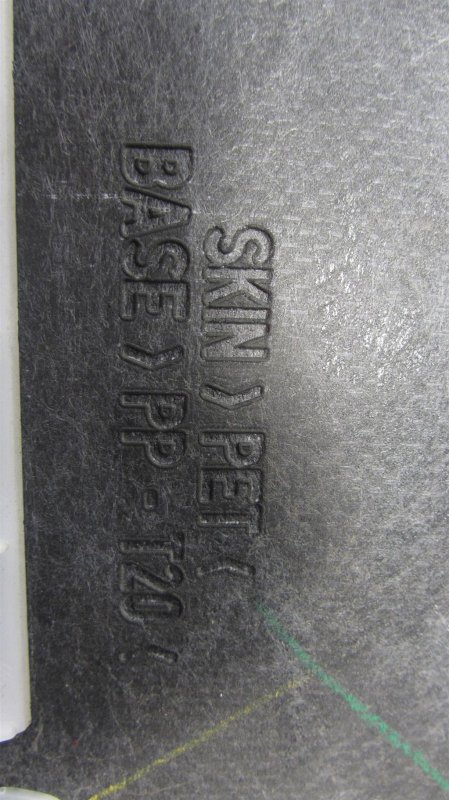 SKIN > PET <
BASE > PP - T20 <